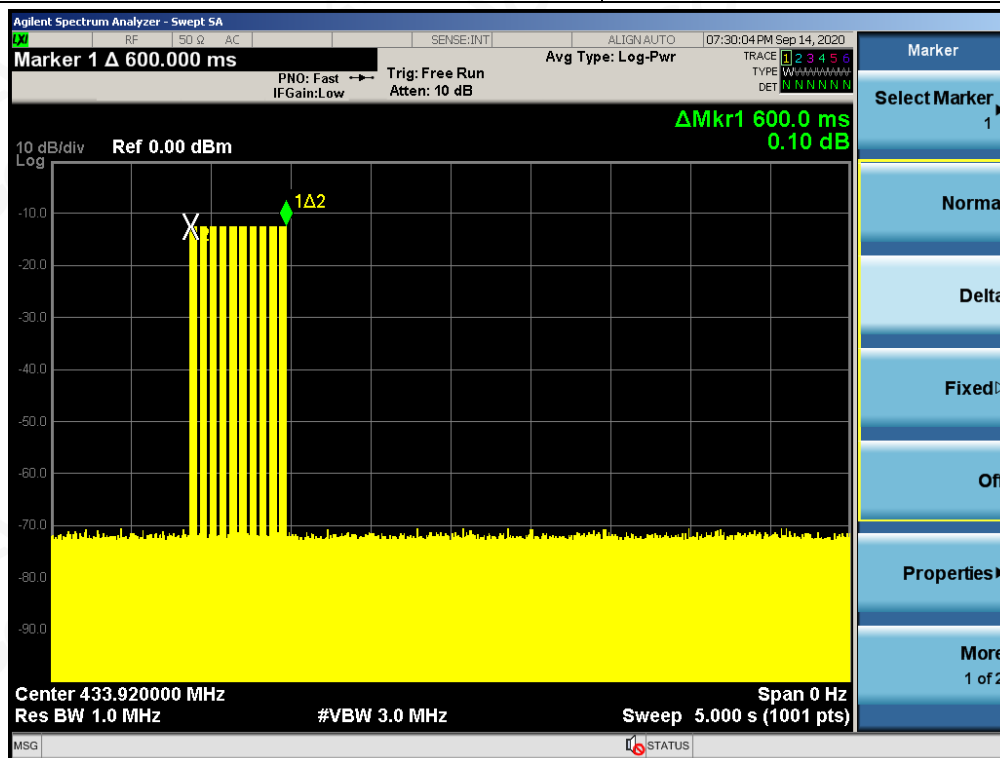 Agilent Spectrum Analyzer - Swept SA
LXI RF 50 Ω AC SENSE:INT ALIGN AUTO 07:30:04 PM Sep 14, 2020
Marker 1 Δ 600.000 ms
PNO: Fast
IFGain:Low
Trig: Free Run
Atten: 10 dB
Avg Type: Log-Pwr
TRACE 1 2 3 4 5 6
TYPE
DET N N N N N N
ΔMkr1 600.0 ms
0.10 dB
10 dB/div Ref 0.00 dBm
Log
-10.0
-20.0
-30.0
-40.0
-50.0
-60.0
-70.0
-80.0
-90.0
1Δ2
Center 433.920000 MHz Span 0 Hz
Res BW 1.0 MHz #VBW 3.0 MHz Sweep 5.000 s (1001 pts)
MSG STATUS
Marker
Select Marker
1
Norma
Delta
Fixed
Of
Properties
More
1 of 2